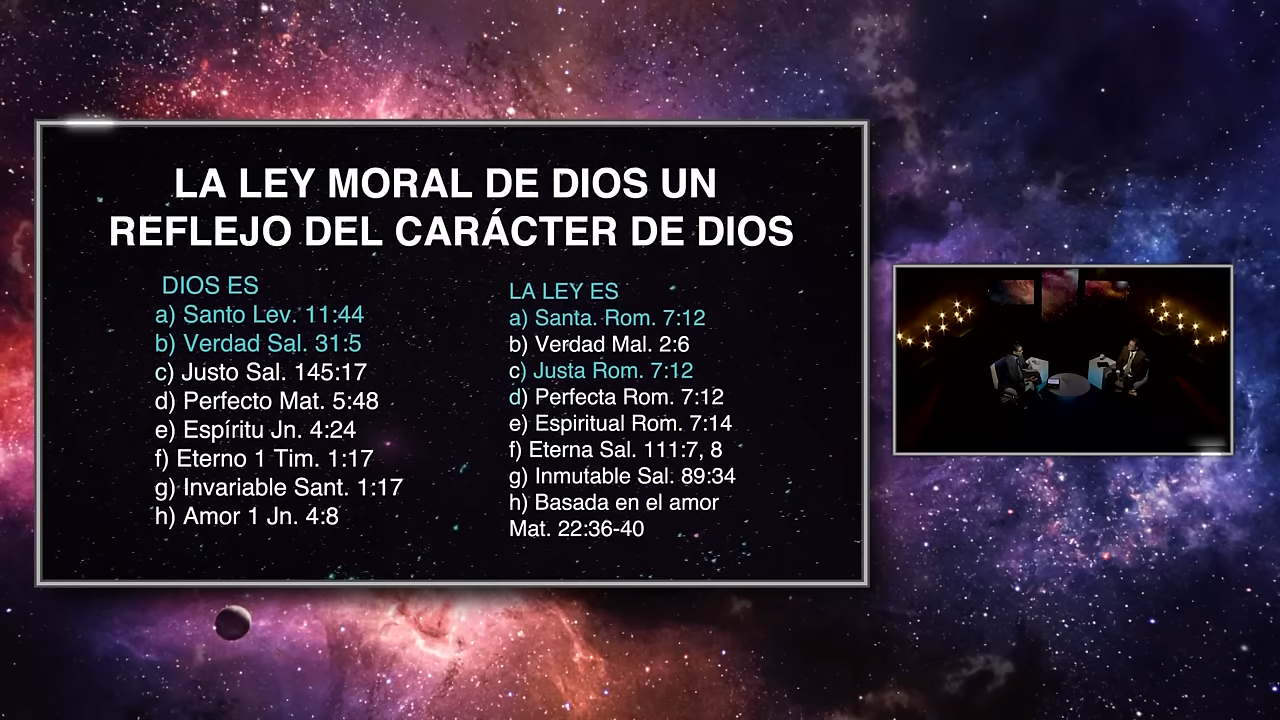 LA LEY MORAL DE DIOS UN
REFLEJO DEL CARÁCTER DE DIOS
DIOS ES
a) Santo Lev. 11:44
b) Verdad Sal. 31:5
c) Justo Sal. 145:17
d) Perfecto Mat. 5:48
e) Espíritu Jn. 4:24
f) Eterno 1 Tim. 1:17
g) Invariable Sant. 1:17
h) Amor 1 Jn. 4:8
LA LEY ES
a) Santa. Rom. 7:12
b) Verdad Mal. 2:6
c) Justa Rom. 7:12
d) Perfecta Rom. 7:12
e) Espiritual Rom. 7:14
f) Eterna Sal. 111:7, 8
g) Inmutable Sal. 89:34
h) Basada en el amor
Mat. 22:36-40